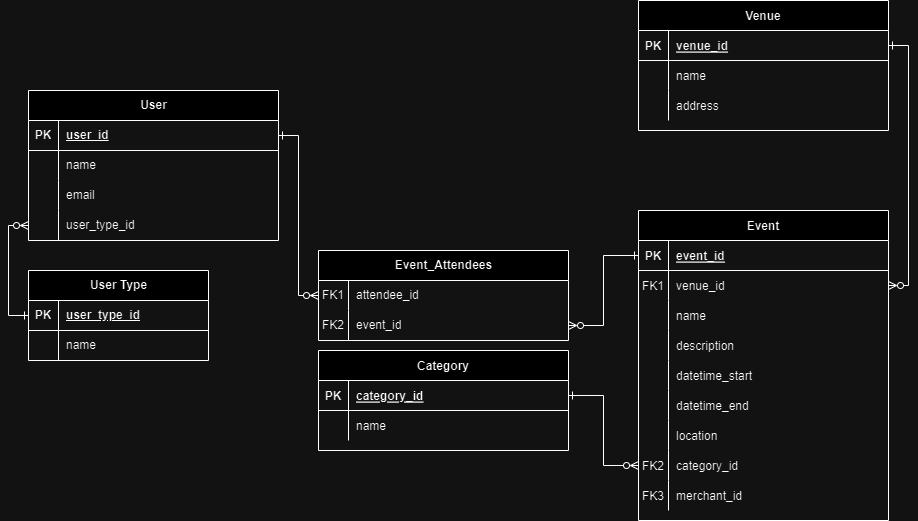 Venue
PK venue_id
name
address
User
PK user_id
name
email
user_type_id
User Type
PK user_type_id
name
Event_Attendees
FK1 attendee_id
FK2 event_id
Category
PK category_id
name
Event
PK event_id
FK1 venue_id
name
description
datetime_start
datetime_end
location
FK2 category_id
FK3 merchant_id